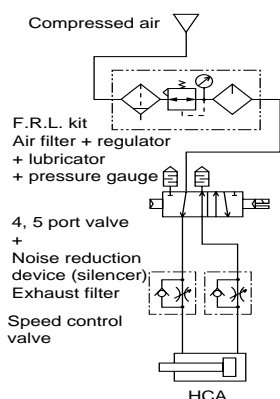 Compressed air
F.R.L. kit
Air filter + regulator
+ lubricator
+ pressure gauge
4, 5 port valve
+
Noise reduction
device (silencer)
Exhaust filter
Speed control
valve
HCA